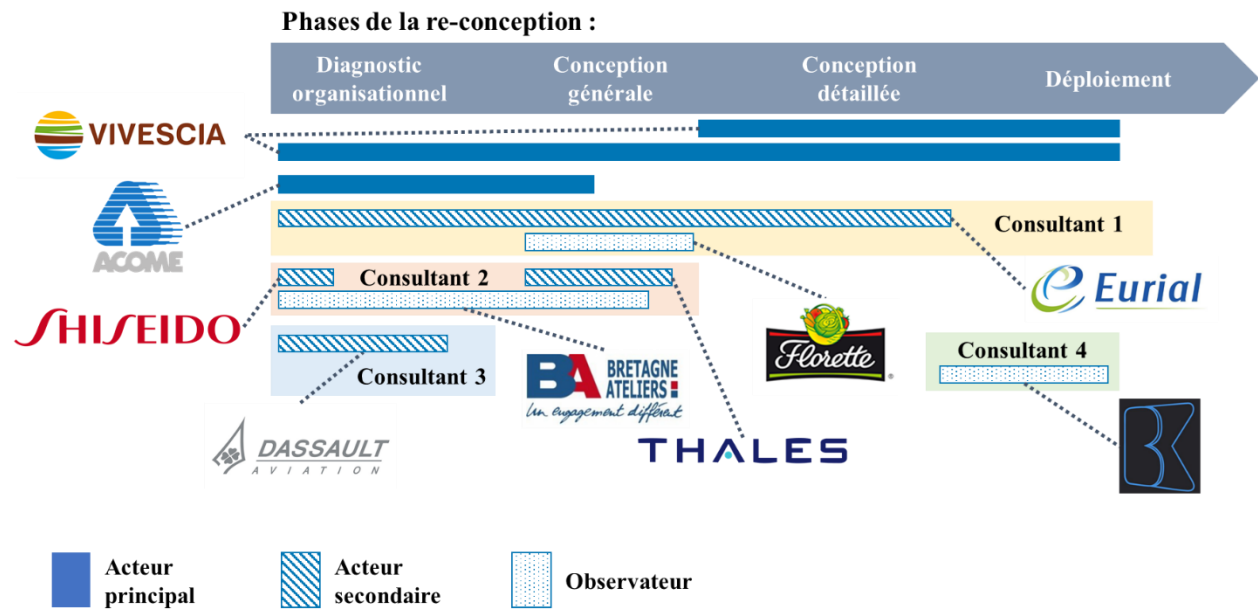 Phases de la re-conception :
Diagnostic
organisationnel
Conception
générale
Conception
détaillée
Déploiement
VIVESCIA
ACOME
Consultant 1
Consultant 2
Eurial
SHISEIDO
Florette
Consultant 4
Consultant 3
BA BRETAGNE
ATELIERS
Un engagement différent
THALES
DASSAULT
AVIATION
Acteur
principal
Acteur
secondaire
Observateur